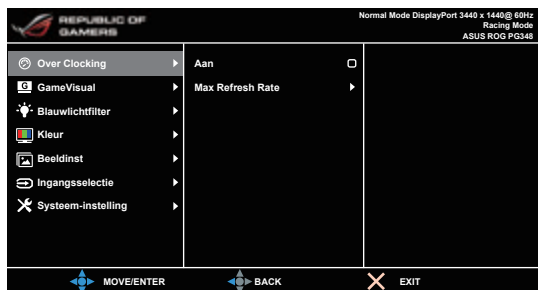 REPUBLIC OF
GAMERS
Normal Mode DisplayPort 3440 x 1440@ 60Hz
Racing Mode
ASUS ROG PG348
Over Clocking
Aan
G GameVisual
Max Refresh Rate
Blauwlichtfilter
Kleur
Beeldinst
Ingangsselectie
Systeem-instelling
MOVE/ENTER
BACK
EXIT